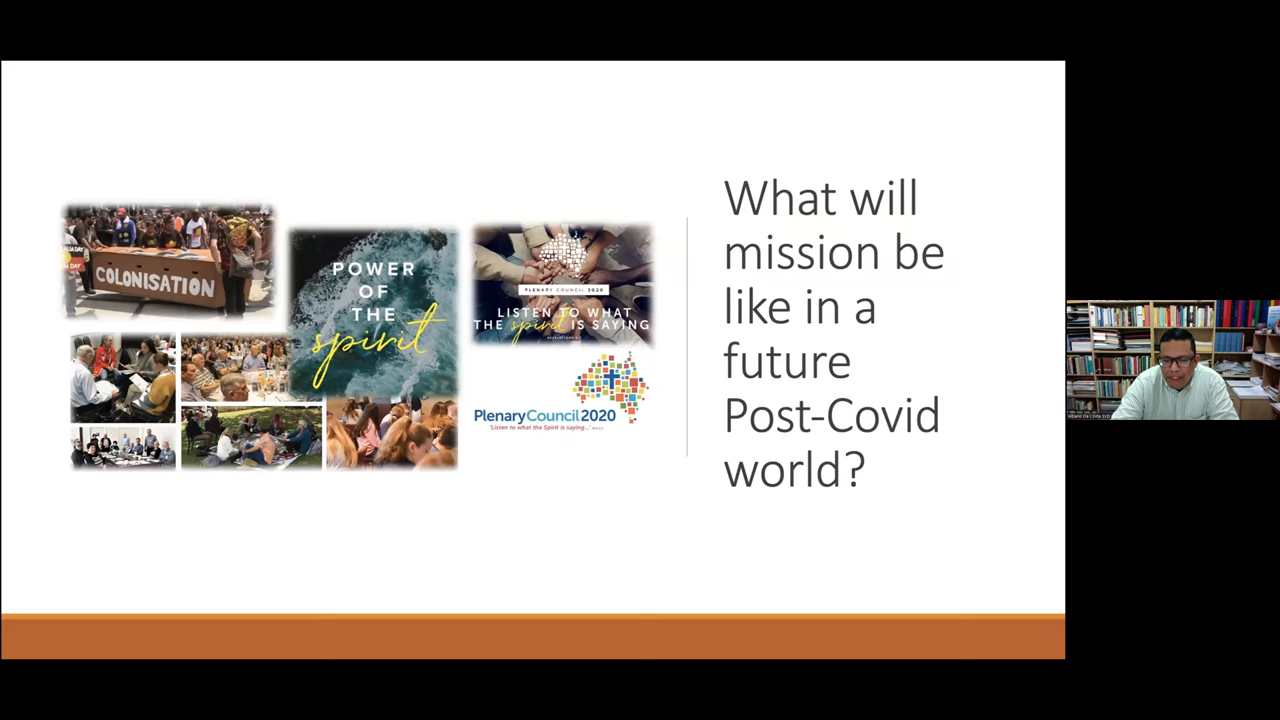 COLONISATION
POWER
OF
THE
spirit
PLENARY COUNCIL 2020
LISTEN TO WHAT
THE spirit IS SAYING
PlenaryCouncil2020
'Listen to what the Spirit is saying...'
What will
mission be
like in a
future
Post-Covid
world?